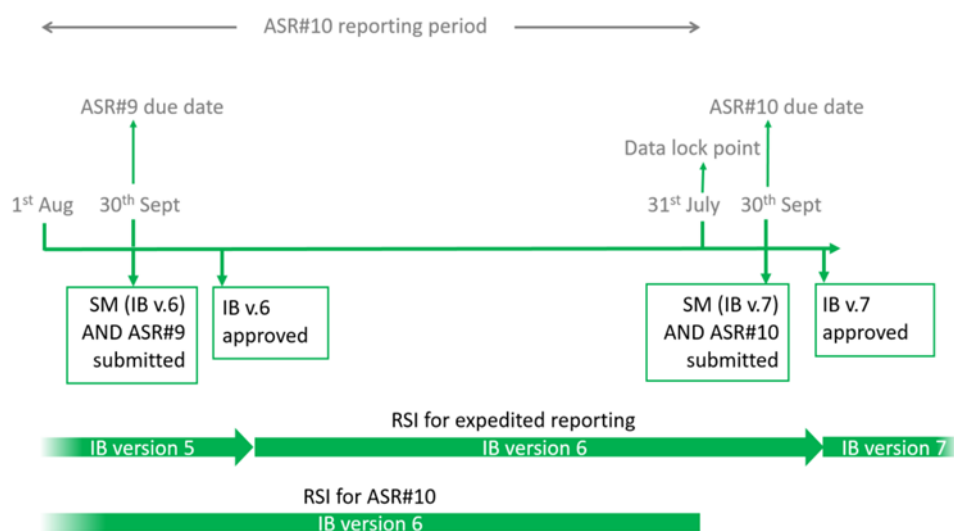 ASR#10 reporting period
ASR#9 due date
ASR#10 due date
Data lock point
1st Aug
30th Sept
31st July
30th Sept
SM (IB v.6)
AND ASR#9
submitted
IB v.6
approved
SM (IB v.7)
AND ASR#10
submitted
IB v.7
approved
RSI for expedited reporting
IB version 5
IB version 6
IB version 7
RSI for ASR#10
IB version 6